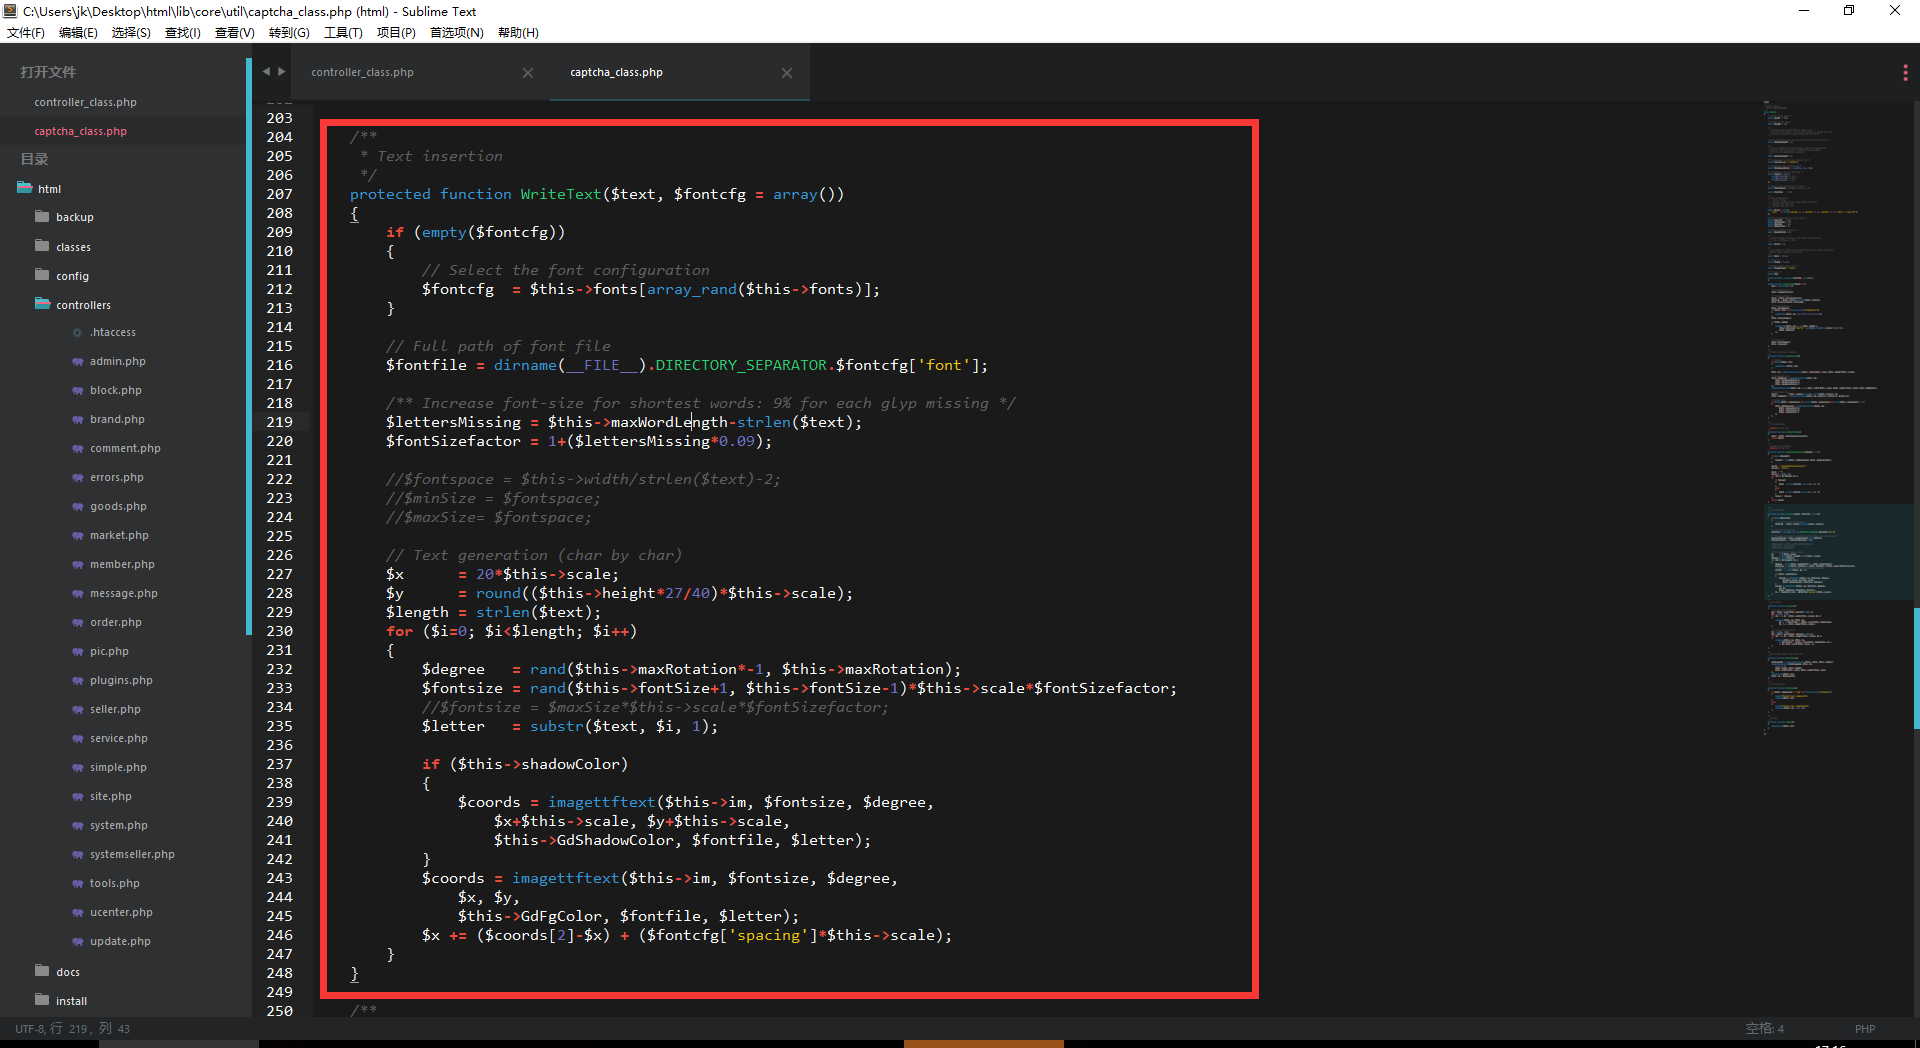 C:\Users\jk\Desktop\html\lib\core\util\captcha_class.php (html) - Sublime Text
文件(F) 编辑(E) 选择(S) 查找(I) 查看(V) 转到(G) 工具(T) 项目(P) 首选项(N) 帮助(H)
打开文件
controller_class.php
captcha_class.php
目录
html
backup
classes
config
controllers
.htaccess
admin.php
block.php
brand.php
comment.php
errors.php
goods.php
market.php
member.php
message.php
order.php
pic.php
plugins.php
seller.php
service.php
simple.php
site.php
system.php
systemseller.php
tools.php
ucenter.php
update.php
docs
install
controller_class.php
captcha_class.php
203
204 /**
205 * Text insertion
206 */
207 protected function WriteText($text, $fontcfg = array())
208 {
209 if (empty($fontcfg))
210 {
211 // Select the font configuration
212 $fontcfg = $this->fonts[array_rand($this->fonts)];
213 }
214
215 // Full path of font file
216 $fontfile = dirname(__FILE__).DIRECTORY_SEPARATOR.$fontcfg['font'];
217
218 /** Increase font-size for shortest words: 9% for each glyp missing */
219 $lettersMissing = $this->maxWordLength-strlen($text);
220 $fontSizefactor = 1+($lettersMissing*0.09);
221
222 //$fontspace = $this->width/strlen($text)-2;
223 //$minSize = $fontspace;
224 //$maxSize= $fontspace;
225
226 // Text generation (char by char)
227 $x = 20*$this->scale;
228 $y = round(($this->height*27/40)*$this->scale);
229 $length = strlen($text);
230 for ($i=0; $i<$length; $i++)
231 {
232 $degree = rand($this->maxRotation*-1, $this->maxRotation);
233 $fontsize = rand($this->fontSize+1, $this->fontSize-1)*$this->scale*$fontSizefactor;
234 //$fontsize = $maxSize*$this->scale*$fontSizefactor;
235 $letter = substr($text, $i, 1);
236
237 if ($this->shadowColor)
238 {
239 $coords = imagettftext($this->im, $fontsize, $degree,
240 $x+$this->scale, $y+$this->scale,
241 $this->GdShadowColor, $fontfile, $letter);
242 }
243 $coords = imagettftext($this->im, $fontsize, $degree,
244 $x, $y,
245 $this->GdFgColor, $fontfile, $letter);
246 $x += ($coords[2]-$x) + ($fontcfg['spacing']*$this->scale);
247 }
248 }
249
250 /**
UTF-8, 行 219, 列 43
空格: 4
PHP